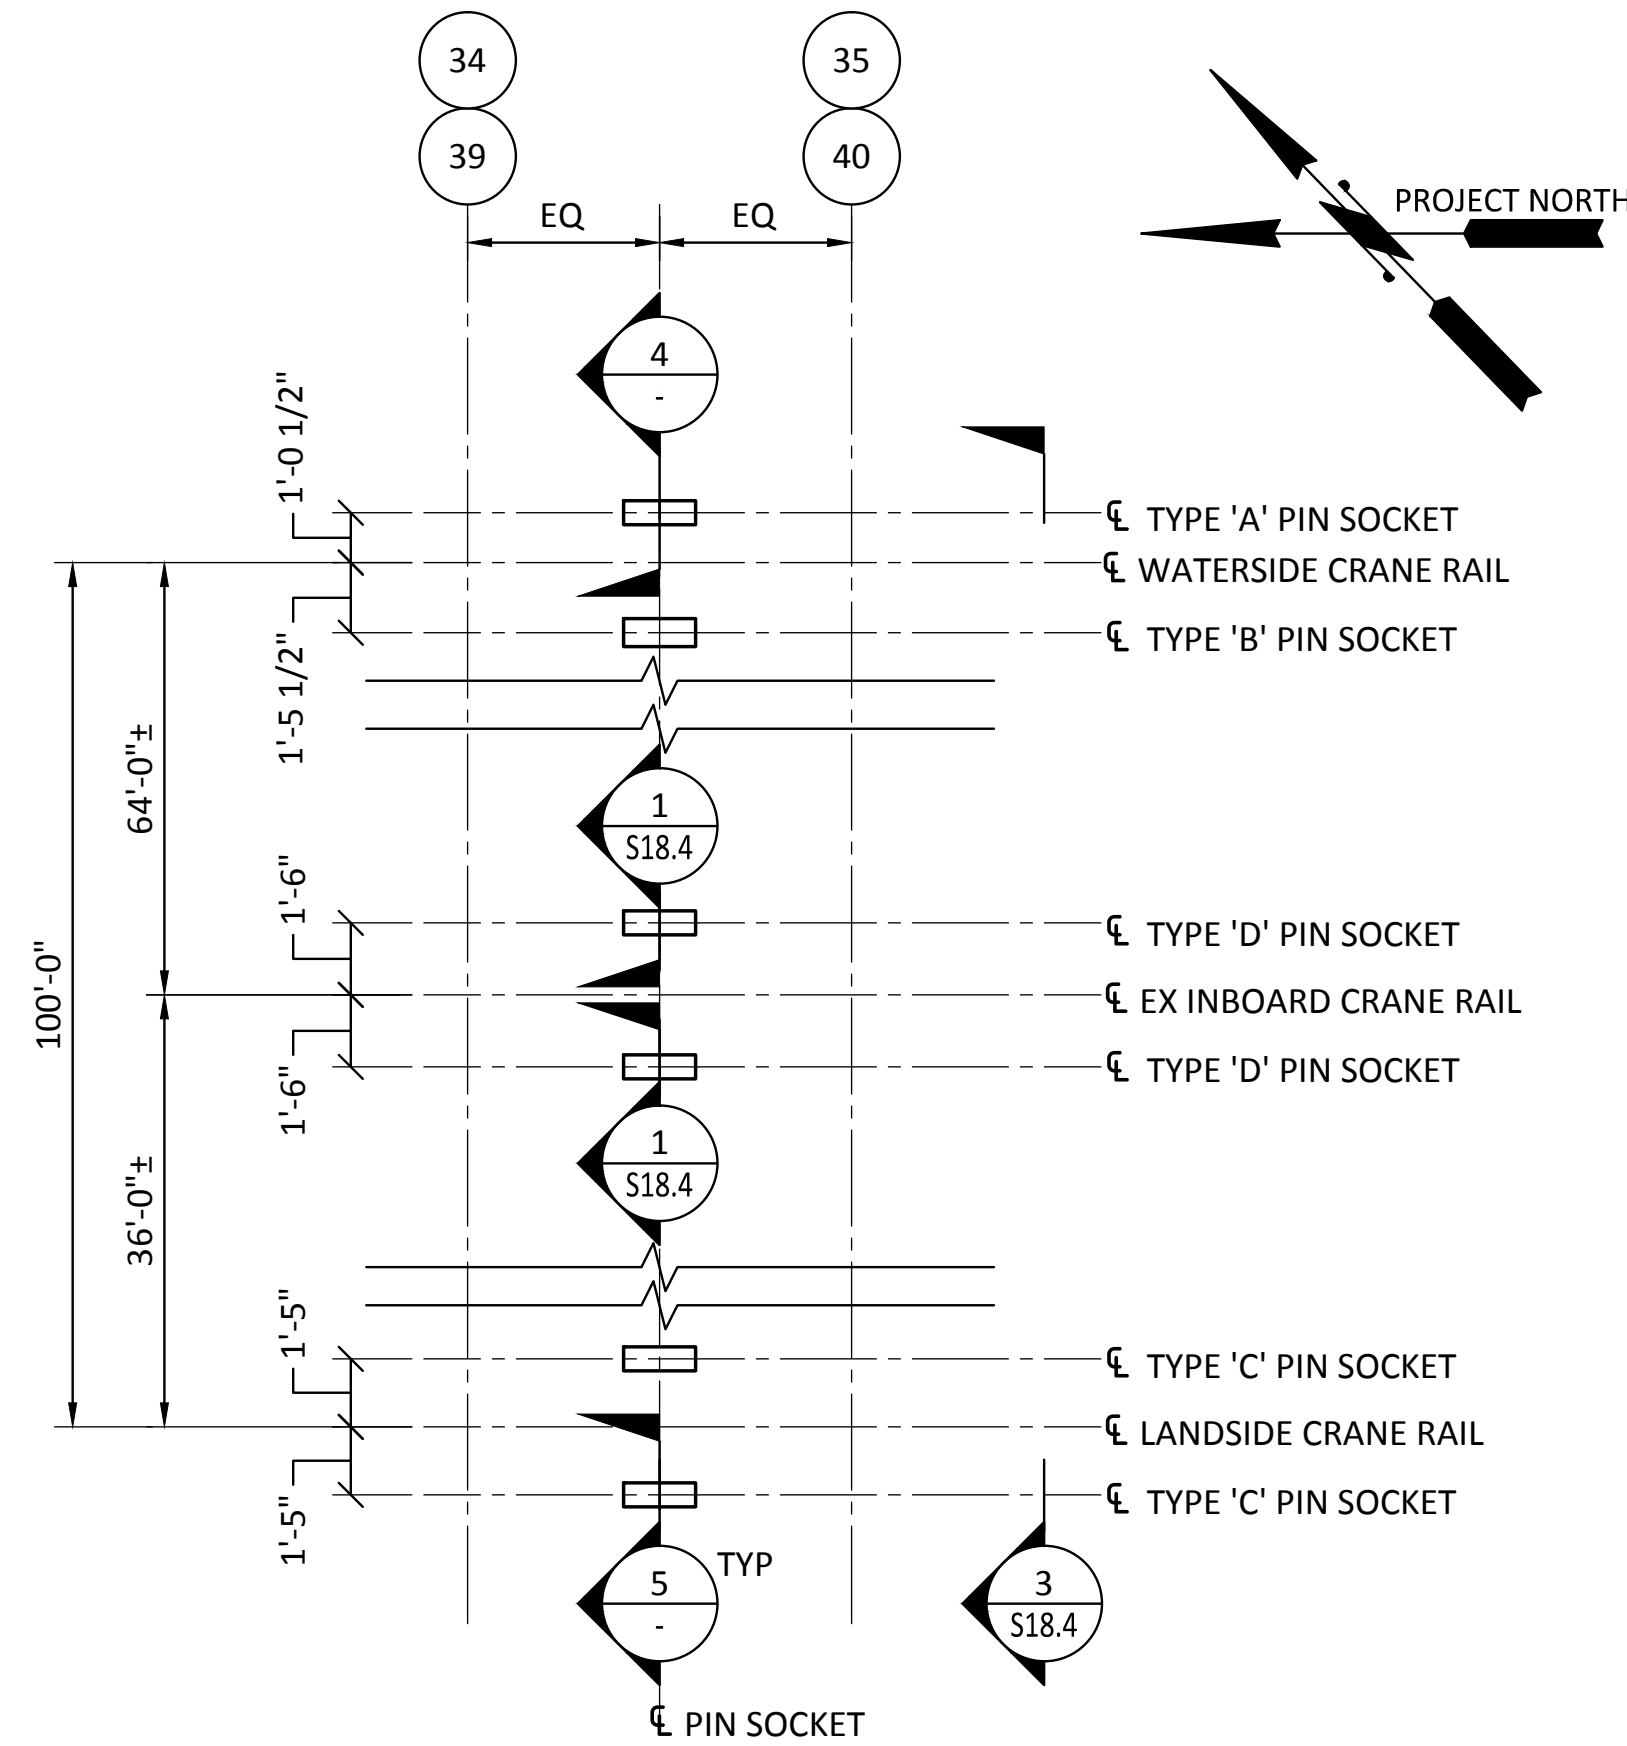 34
35
39
40
EQ
EQ
PROJECT NORTH
4
-
1'-0 1/2"
℄ TYPE 'A' PIN SOCKET
℄ WATERSIDE CRANE RAIL
1'-5 1/2"
℄ TYPE 'B' PIN SOCKET
64'-0"±
1
S18.4
1'-6"
℄ TYPE 'D' PIN SOCKET
100'-0"
℄ EX INBOARD CRANE RAIL
1'-6"
℄ TYPE 'D' PIN SOCKET
36'-0"±
1
S18.4
1'-5"
℄ TYPE 'C' PIN SOCKET
℄ LANDSIDE CRANE RAIL
1'-5"
℄ TYPE 'C' PIN SOCKET
TYP
5
-
3
S18.4
℄ PIN SOCKET